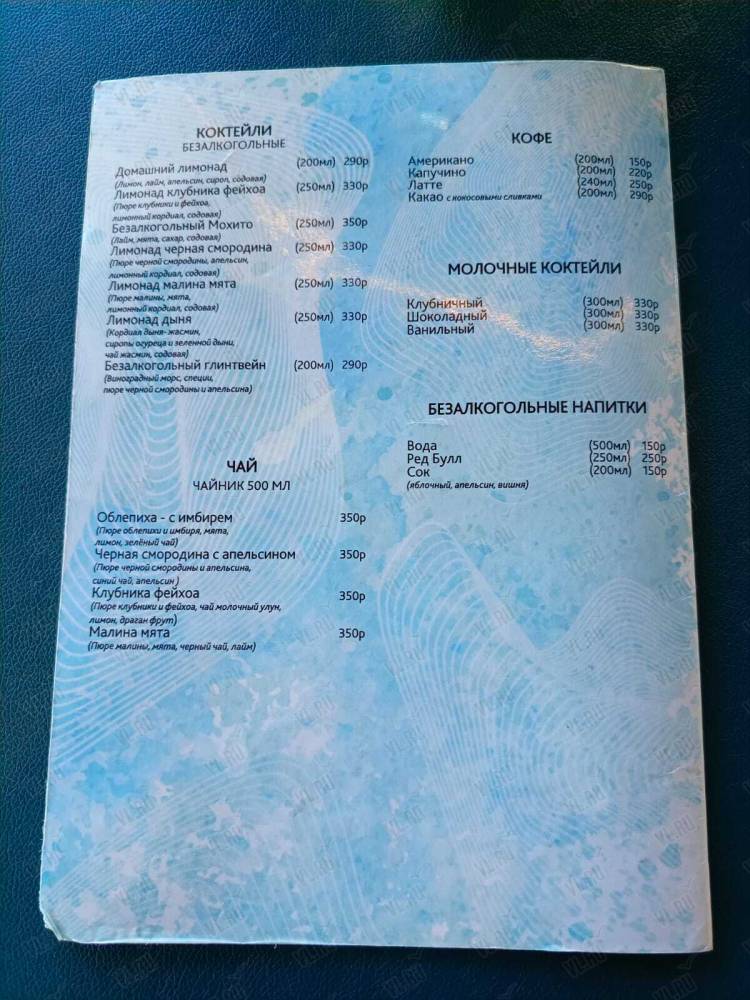 КОКТЕЙЛИ
БЕЗАЛКОГОЛЬНЫЕ
Домашний лимонад (200мл) 290р
(Лимон, лайм, апельсин, сироп, содовая)
Лимонад клубника фейхоа (250мл) 330р
(Пюре клубники и фейхоа,
лимонный кордиал, содовая)
Безалкогольный Мохито (250мл) 350р
(Лайм, мята, сахар, содовая)
Лимонад черная смородина (250мл) 330р
(Пюре черной смородины, апельсин,
лимонный кордиал, содовая)
Лимонад малина мята (250мл) 330р
(Пюре малины, мята,
лимонный кордиал, содовая)
Лимонад дыня (250мл) 330р
(Кордиал дыня- жасмин,
сиропы огуреца и зеленной дыни,
чай жасмин, содовая)
Безалкогольный глинтвейн (200мл) 290р
(Виноградный морс, специи,
пюре черной смородины и апельсина)
ЧАЙ
ЧАЙНИК 500 МЛ
Облепиха - с имбирем 350р
(Пюре облепихи и имбиря, мята,
лимон, зелёный чай)
Черная смородина с апельсином 350р
(Пюре черной смородины и апельсина,
синий чай, апельсин)
Клубника фейхоа 350р
(Пюре клубники и фейхоа, чай молочный улун,
лимон, драган фрут)
Малина мята 350р
(Пюре малины, мята, черный чай, лайм)
КОФЕ
Американо (200мл) 150р
Капучино (200мл) 220р
Латте (240мл) 250р
Какао с кокосовыми сливками (200мл) 290р
МОЛОЧНЫЕ КОКТЕЙЛИ
Клубничный (300мл) 330р
Шоколадный (300мл) 330р
Ванильный (300мл) 330р
БЕЗАЛКОГОЛЬНЫЕ НАПИТКИ
Вода (500мл) 150р
Ред Булл (250мл) 250р
Сок (200мл) 150р
(яблочный, апельсин, вишня)
VL.RU